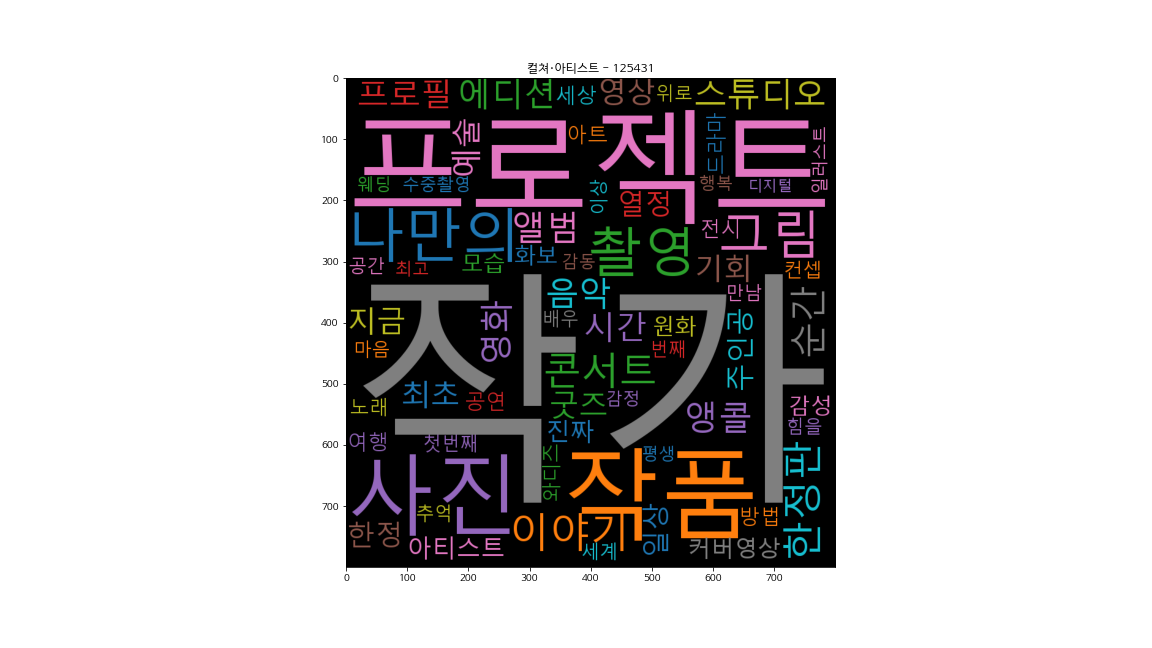 컬쳐·아티스트 - 125431
0
100
200
300
400
500
600
700
프로필 에디션 세상 영상 위로 스튜디오
프로젝트
예술 아트 드라마 일러스트
웨딩 수중촬영 이상 열정 행복 디지털
나만의 앨범 촬영 전시 그림
공간 최고 모습 화보 감동 기회 컨셉
작가
음악 만남 순간
지금 영화 배우 시간 원화 주인공
마음 콘서트 번째
노래 최초 공연 굿즈 감정 앵콜 감성
힘을
여행 첫번째 진짜 평생
사진 와디즈 작품 한정판
한정 추억 이야기 일상 방법
아티스트 세계 커버영상
0 100 200 300 400 500 600 700